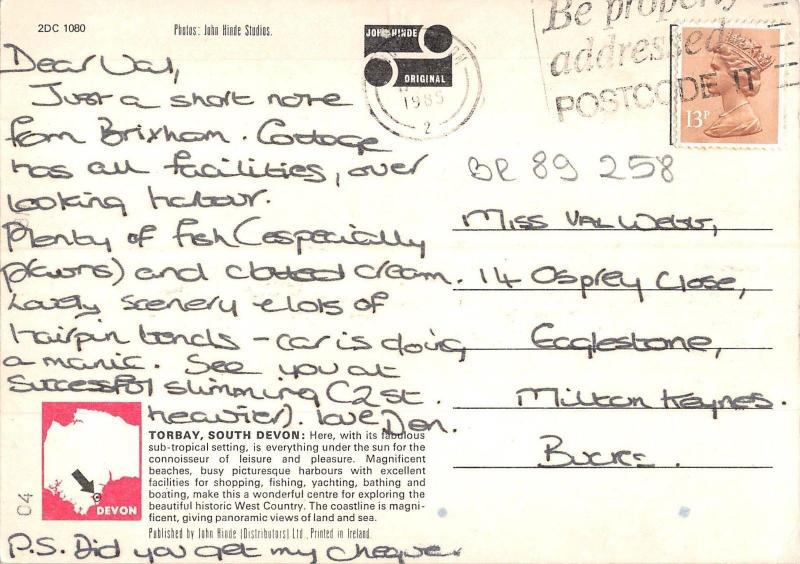 2DC 1080
Photos: John Hinde Studios.
JOHN HINDE
ORIGINAL
1985
2
Be properly
addressed
POSTCODE IT
13P
Dear Val,
Just a short note
from Brixham. Cottage
has all facilities, over
looking harbour.
Plenty of fish (especially
prawns) and clotted cream.
Lovely scenery & lots of
hairpin bends - car is doing
a manic. See you at
successful slimming (2st.
heavier). Love Den.
BR 89 258
Miss Val Webb,
14 Osprey Close,
Eaglestone,
Milton Keynes.
Bucks.
04
DEVON
TORBAY, SOUTH DEVON: Here, with its fabulous
sub-tropical setting, is everything under the sun for the
connoisseur of leisure and pleasure. Magnificent
beaches, busy picturesque harbours with excellent
facilities for shopping, fishing, yachting, bathing and
boating, make this a wonderful centre for exploring the
beautiful historic West Country. The coastline is magni-
ficent, giving panoramic views of land and sea.
Published by John Hinde (Distributors) Ltd., Printed in Ireland.
P.S. Did you get my cheque.